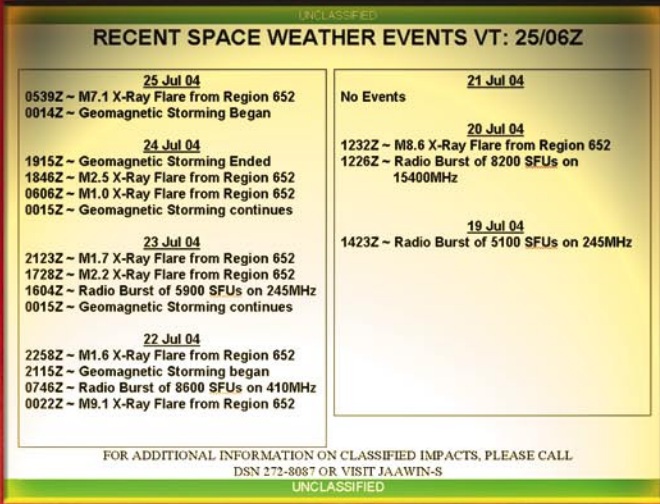 UNCLASSIFIED
RECENT SPACE WEATHER EVENTS VT: 25/06Z
25 Jul 04
0539Z ~ M7.1 X-Ray Flare from Region 652
0014Z ~ Geomagnetic Storming Began
24 Jul 04
1915Z ~ Geomagnetic Storming Ended
1846Z ~ M2.5 X-Ray Flare from Region 652
0606Z ~ M1.0 X-Ray Flare from Region 652
0015Z ~ Geomagnetic Storming continues
23 Jul 04
2123Z ~ M1.7 X-Ray Flare from Region 652
1728Z ~ M2.2 X-Ray Flare from Region 652
1604Z ~ Radio Burst of 5900 SFUs on 245MHz
0015Z ~ Geomagnetic Storming continues
22 Jul 04
2258Z ~ M1.6 X-Ray Flare from Region 652
2115Z ~ Geomagnetic Storming began
0746Z ~ Radio Burst of 8600 SFUs on 410MHz
0022Z ~ M9.1 X-Ray Flare from Region 652
21 Jul 04
No Events
20 Jul 04
1232Z ~ M8.6 X-Ray Flare from Region 652
1226Z ~ Radio Burst of 8200 SFUs on
15400MHz
19 Jul 04
1423Z ~ Radio Burst of 5100 SFUs on 245MHz
FOR ADDITIONAL INFORMATION ON CLASSIFIED IMPACTS, PLEASE CALL
DSN 272-8087 OR VISIT JAAWIN-S
UNCLASSIFIED